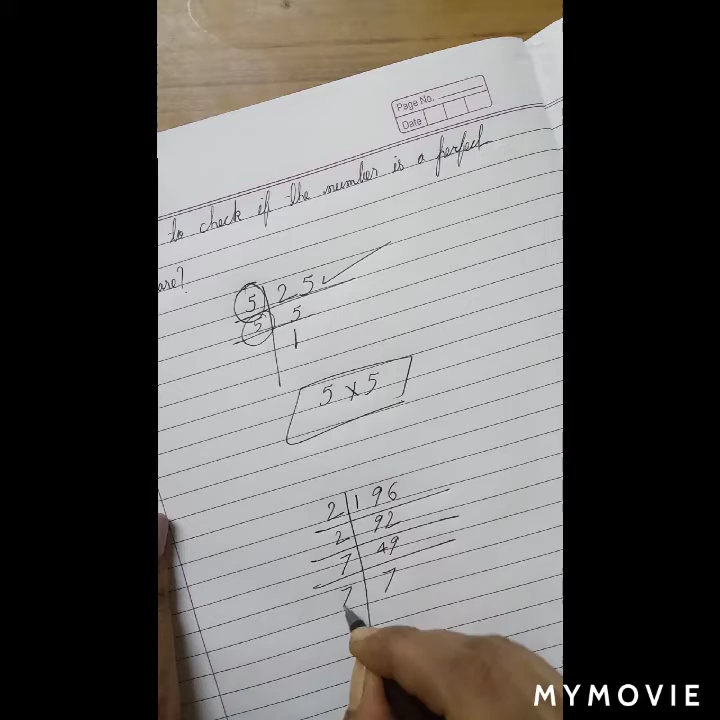 Page No.
Date
to check if the number is a perfect
are?
5 25 ✓
5 5
1
5 x 5
2 196
2 92
7 49
7 7
MYMOVIE